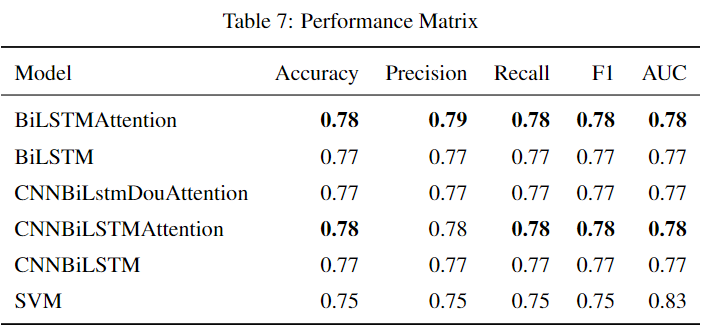 Table 7: Performance Matrix
Model Accuracy Precision Recall F1 AUC
BiLSTMAttention 0.78 0.79 0.78 0.78 0.78
BiLSTM 0.77 0.77 0.77 0.77 0.77
CNNBiLstmDouAttention 0.77 0.77 0.77 0.77 0.77
CNNBiLSTMAttention 0.78 0.78 0.78 0.78 0.78
CNNBiLSTM 0.77 0.77 0.77 0.77 0.77
SVM 0.75 0.75 0.75 0.75 0.83